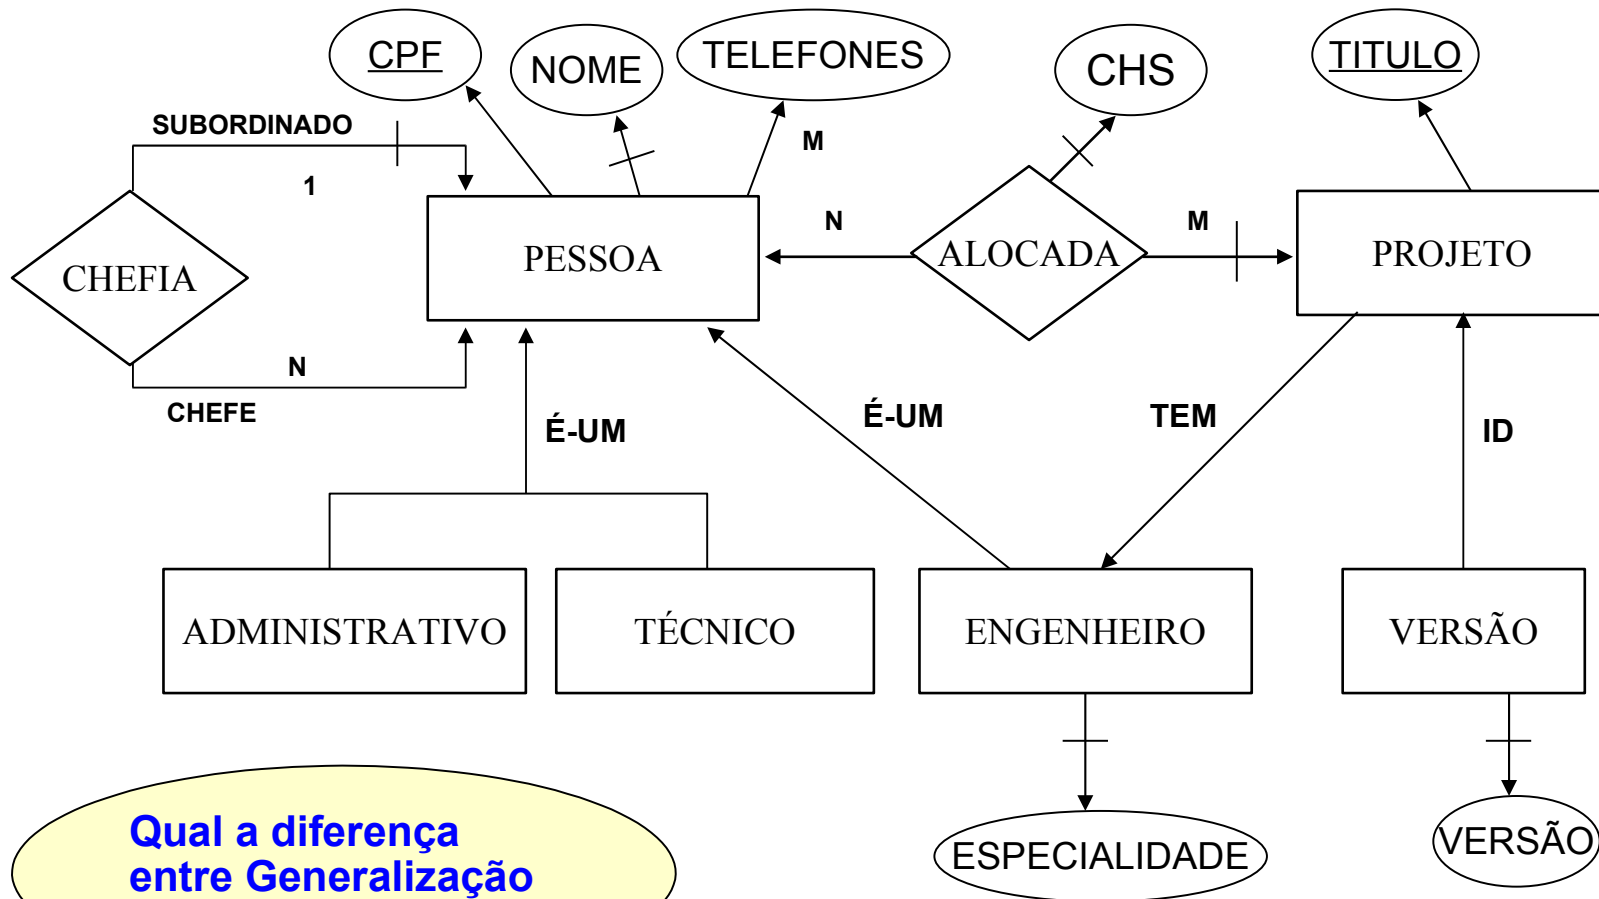 CPF
NOME
TELEFONES
CHS
TITULO
SUBORDINADO
M
1
N
M
CHEFIA
PESSOA
ALOCADA
PROJETO
N
CHEFE
É-UM
É-UM
TEM
ID
ADMINISTRATIVO
TÉCNICO
ENGENHEIRO
VERSÃO
Qual a diferença
entre Generalização
ESPECIALIDADE
VERSÃO